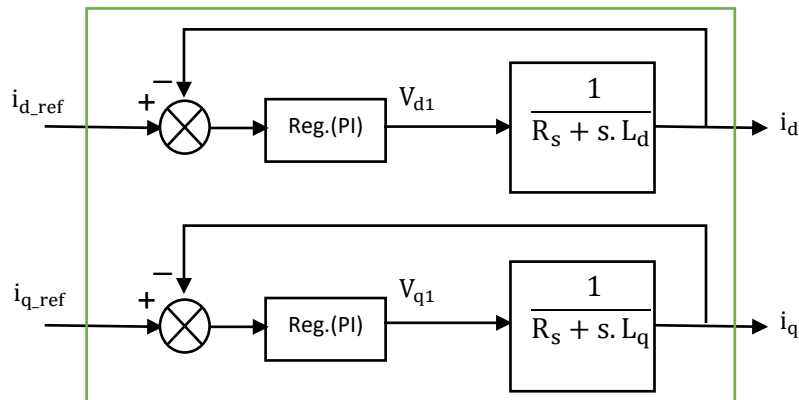 −
+
i_d_ref
Reg.(PI)
V_d1
1
R_s + s. L_d
i_d
−
+
i_q_ref
Reg.(PI)
V_q1
1
R_s + s. L_q
i_q